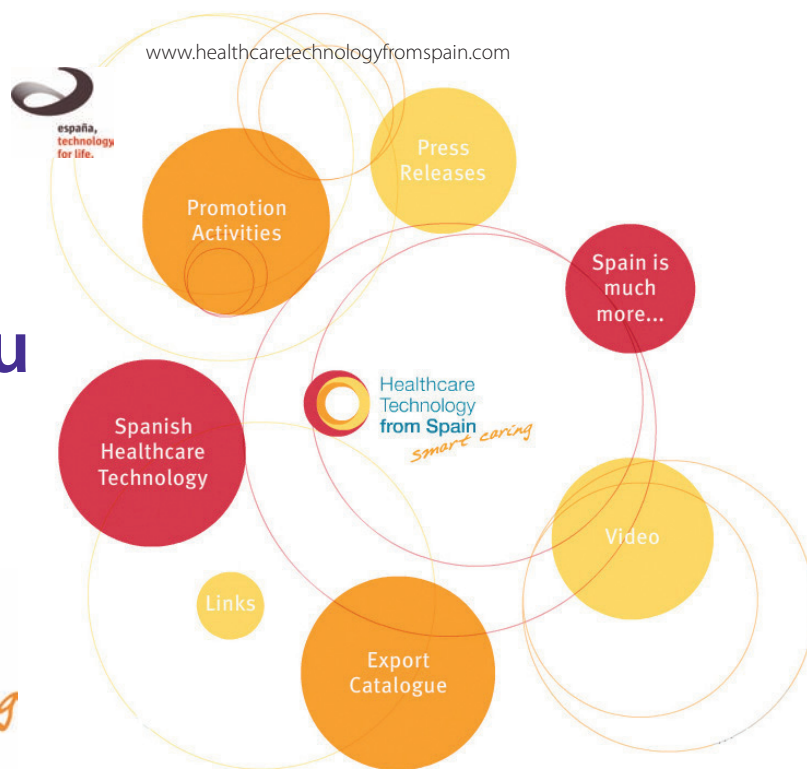 www.healthcaretechnologyfromspain.com
españa,
technology
for life.
Press
Releases
Promotion
Activities
Spain is
much
more...
u
Healthcare
Technology
from Spain
smart caring
Spanish
Healthcare
Technology
Video
Links
Export
Catalogue
g